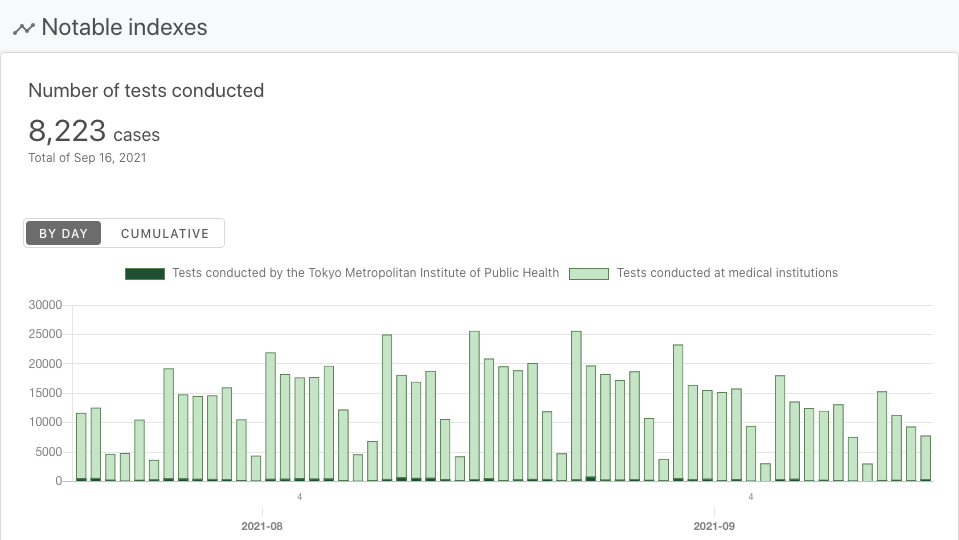 Notable indexes
Number of tests conducted
8,223 cases
Total of Sep 16, 2021
BY DAY CUMULATIVE
Tests conducted by the Tokyo Metropolitan Institute of Public Health Tests conducted at medical institutions
30000
25000
20000
15000
10000
5000
0
4 4
2021-08 2021-09